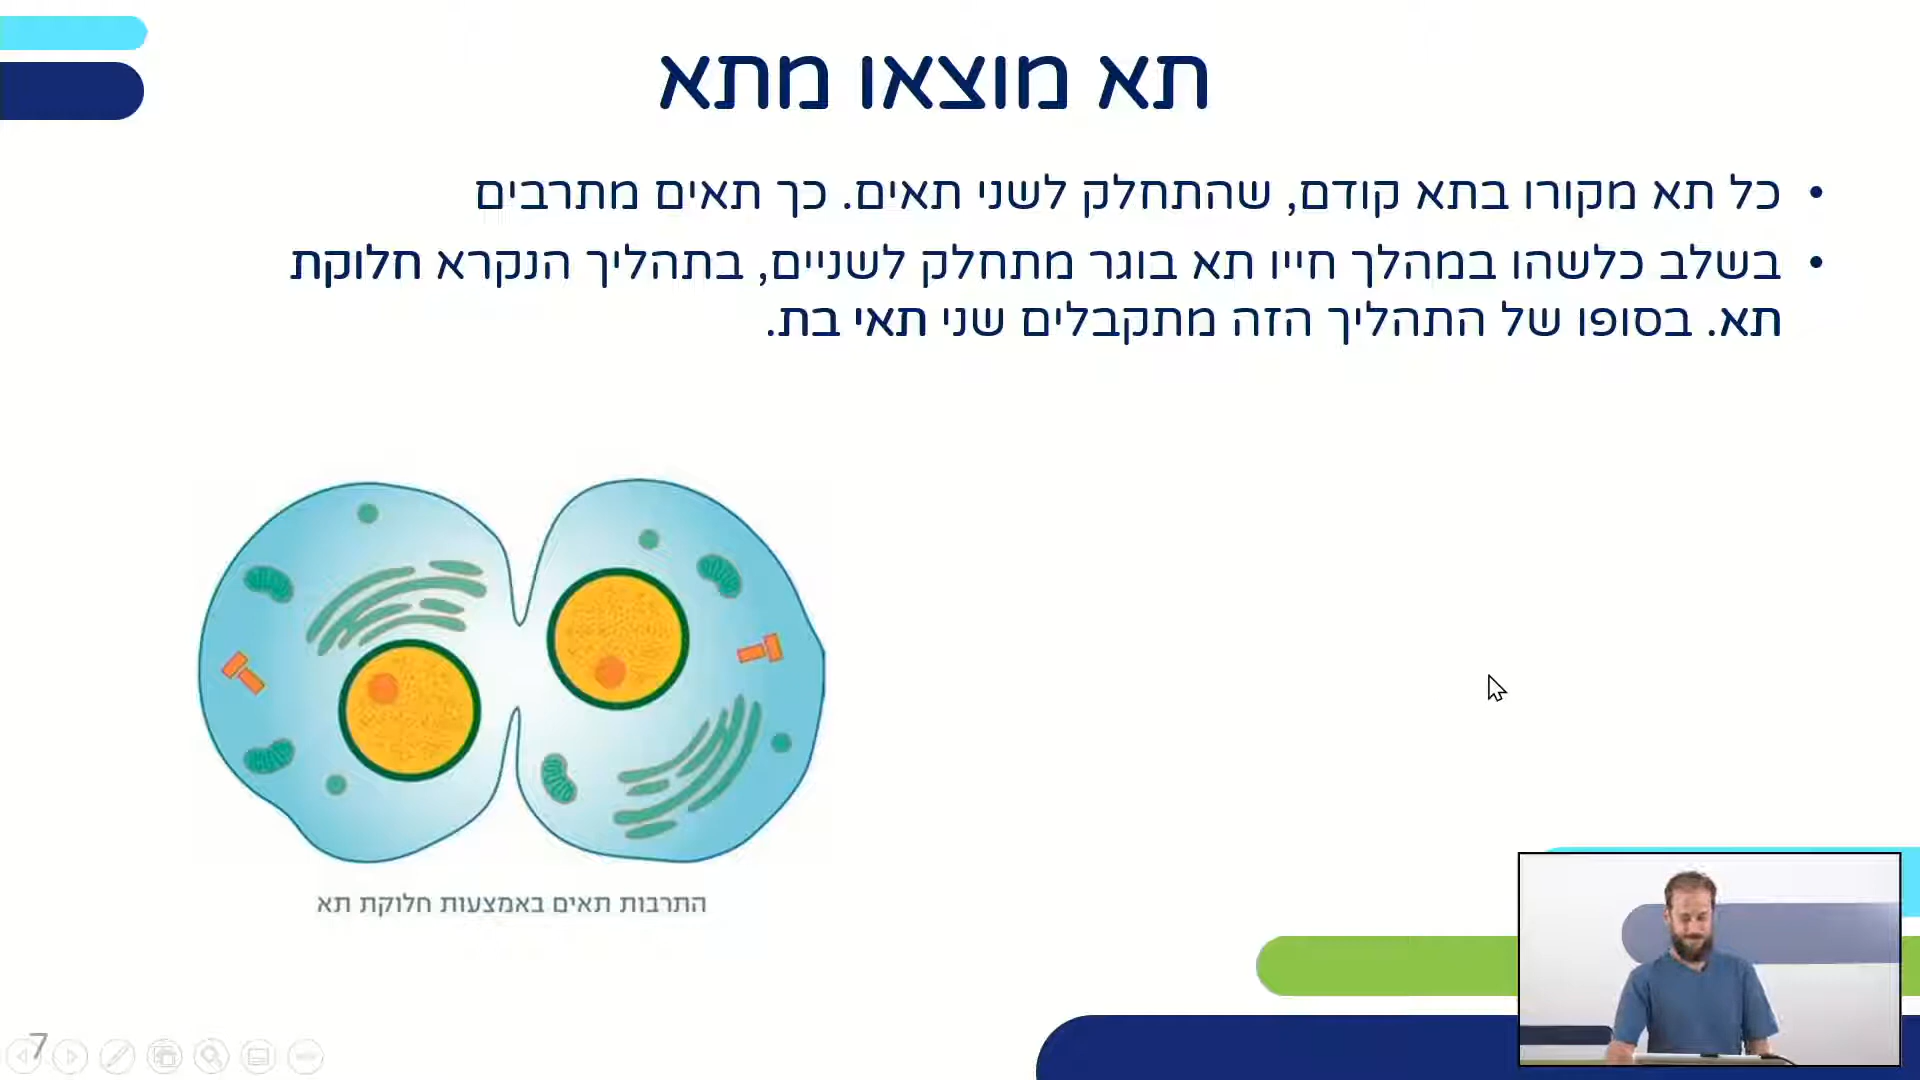 תא מוצאו מתא
• כל תא מקורו בתא קודם, שהתחלק לשני תאים. כך תאים מתרבים
• בשלב כלשהו במהלך חייו תא בוגר מתחלק לשניים, בתהליך הנקרא חלוקת
תא. בסופו של התהליך הזה מתקבלים שני תאי בת.
התרבות תאים באמצעות חלוקת תא
7